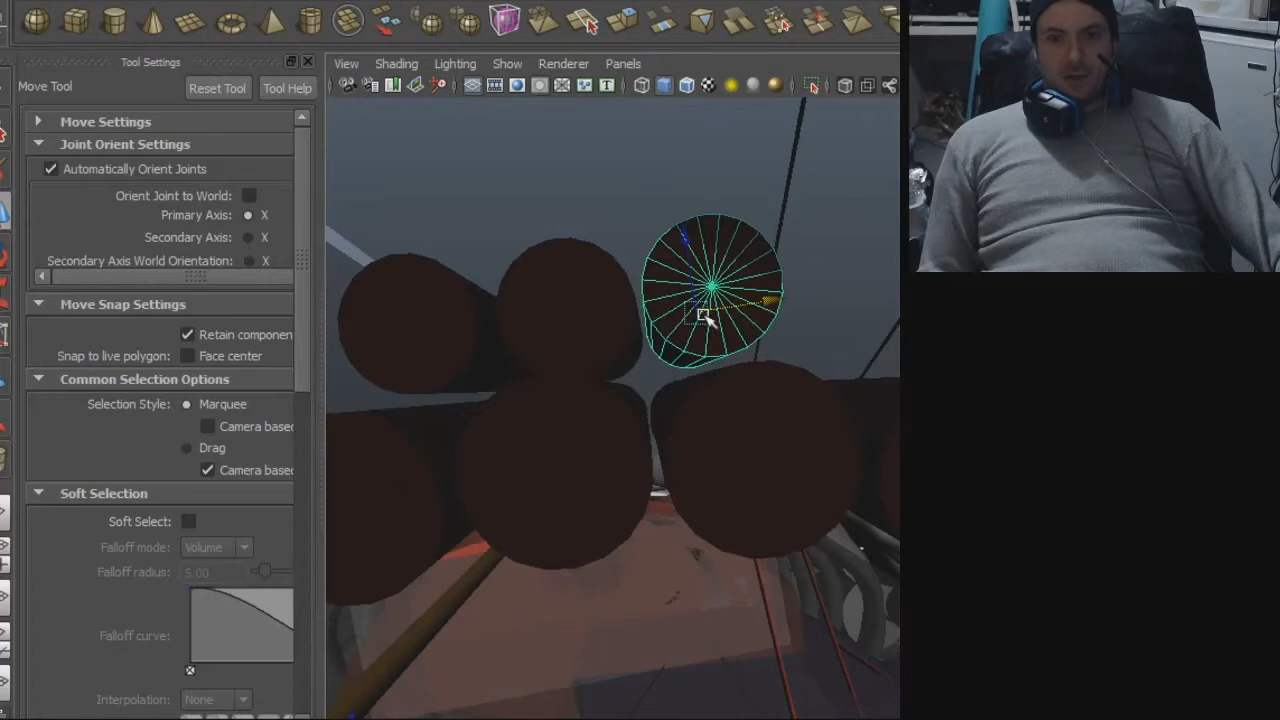 Tool Settings
View Shading Lighting Show Renderer Panels
Move Tool Reset Tool Tool Help
Move Settings
Joint Orient Settings
Automatically Orient Joints
Orient Joint to World:
Primary Axis: X
Secondary Axis: X
Secondary Axis World Orientation: X
Move Snap Settings
Retain componen
Snap to live polygon: Face center
Common Selection Options
Selection Style: Marquee
Camera based
Drag
Camera based
Soft Selection
Soft Select:
Falloff mode: Volume
Falloff radius: 5.00
Falloff curve:
Interpolation: None